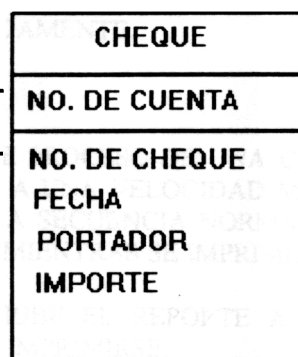 CHEQUE
NO. DE CUENTA
NO. DE CHEQUE
FECHA
PORTADOR
IMPORTE